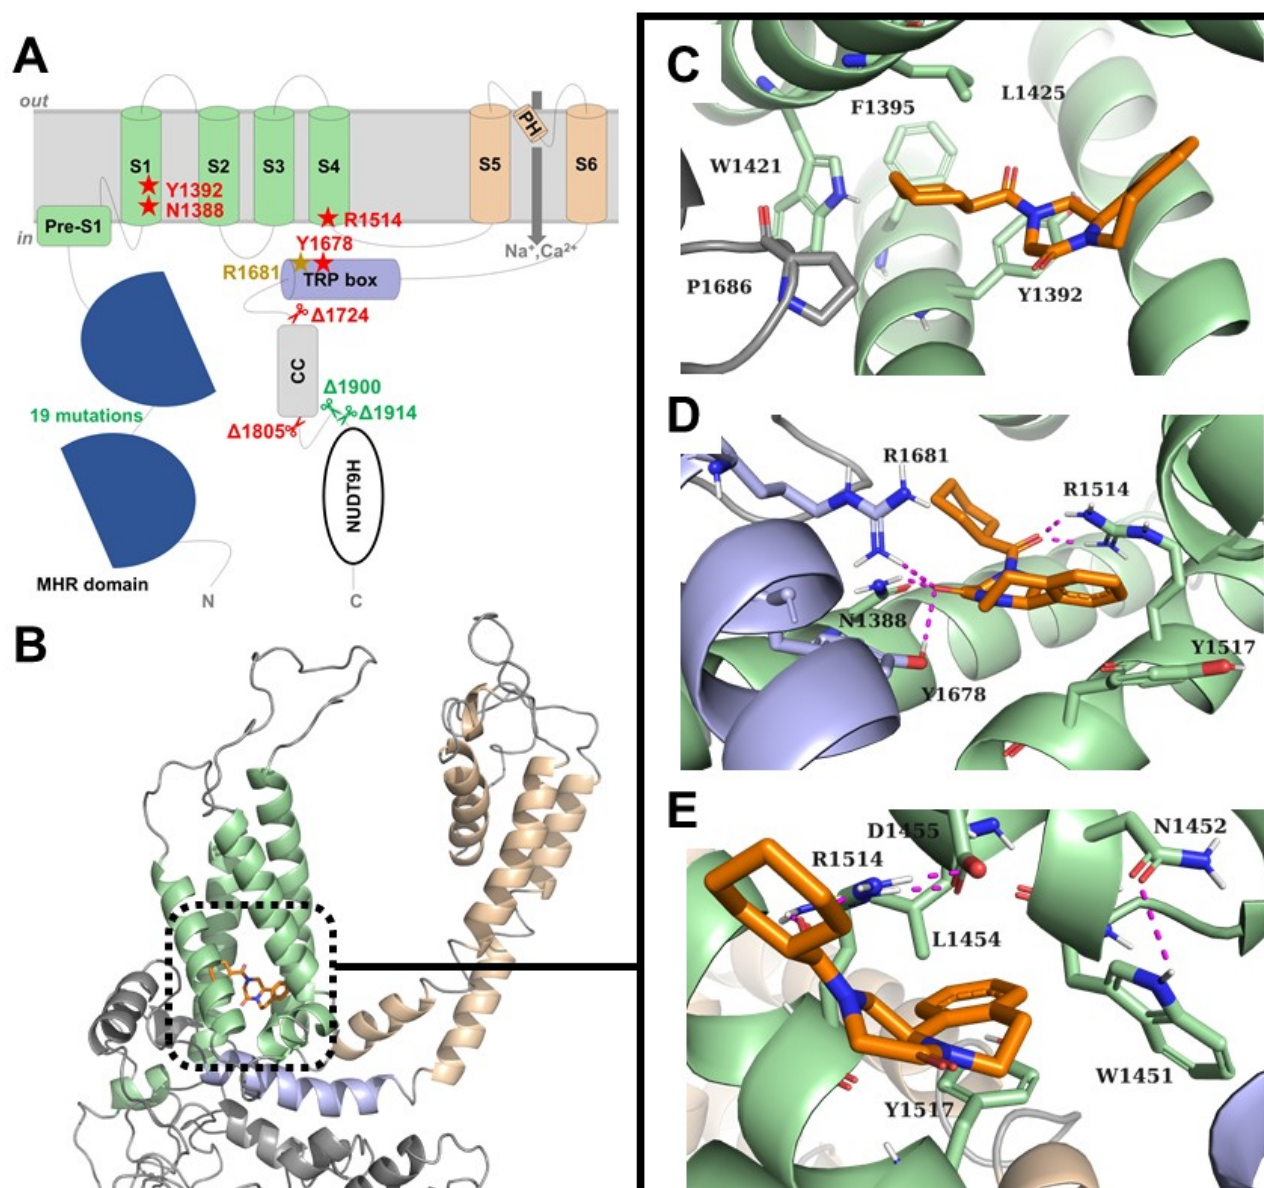 A
out
S1
S2
S3
S4
S5
PH
S6
Y1392
N1388
R1514
Pre-S1
in
Na⁺,Ca²⁺
Y1678
R1681
TRP box
Δ1724
CC
Δ1900
19 mutations
Δ1914
Δ1805
NUDT9H
MHR domain
N
C
B
C
F1395
L1425
W1421
P1686
Y1392
D
R1681
R1514
N1388
Y1517
Y1678
E
D1455
N1452
R1514
L1454
W1451
Y1517